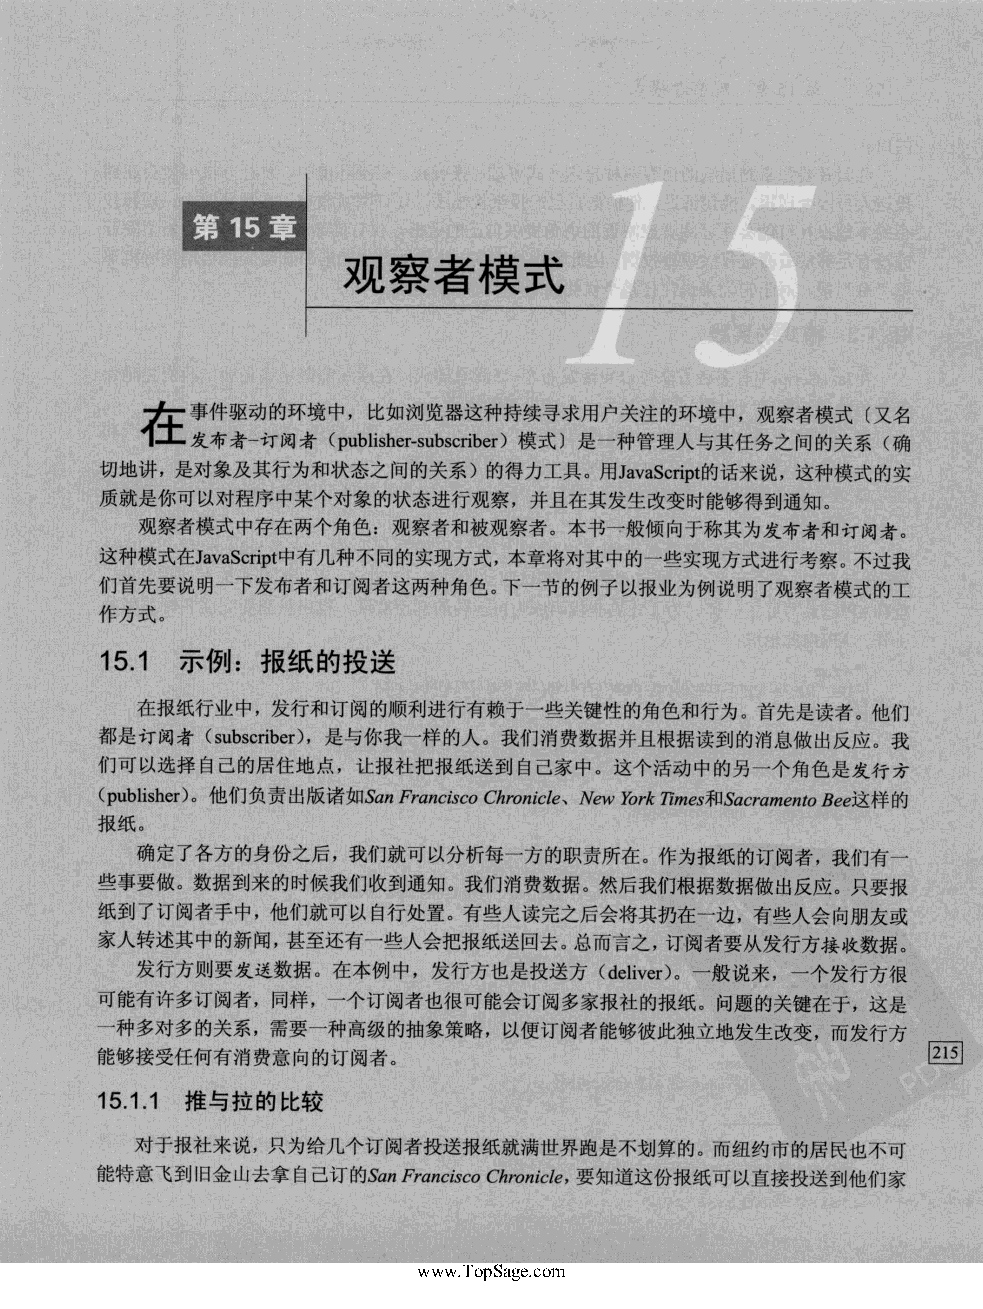 15
第 15 章
观察者模式
在事件驱动的环境中，比如浏览器这种持续寻求用户关注的环境中，观察者模式〔又名
发布者-订阅者（publisher-subscriber）模式〕是一种管理人与其任务之间的关系（确
切地讲，是对象及其行为和状态之间的关系）的得力工具。用JavaScript的话来说，这种模式的实
质就是你可以对程序中某个对象的状态进行观察，并且在其发生改变时能够得到通知。
观察者模式中存在两个角色：观察者和被观察者。本书一般倾向于称其为发布者和订阅者。
这种模式在JavaScript中有几种不同的实现方式，本章将对其中的一些实现方式进行考察。不过我
们首先要说明一下发布者和订阅者这两种角色。下一节的例子以报业为例说明了观察者模式的工
作方式。
15.1 示例：报纸的投送
在报纸行业中，发行和订阅的顺利进行有赖于一些关键性的角色和行为。首先是读者。他们
都是订阅者（subscriber），是与你我一样的人。我们消费数据并且根据读到的消息做出反应。我
们可以选择自己的居住地点，让报社把报纸送到自己家中。这个活动中的另一个角色是发行方
（publisher）。他们负责出版诸如San Francisco Chronicle、New York Times和Sacramento Bee这样的
报纸。
确定了各方的身份之后，我们就可以分析每一方的职责所在。作为报纸的订阅者，我们有一
些事要做。数据到来的时候我们收到通知。我们消费数据。然后我们根据数据做出反应。只要报
纸到了订阅者手中，他们就可以自行处置。有些人读完之后会将其扔在一边，有些人会向朋友或
家人转述其中的新闻，甚至还有一些人会把报纸送回去。总而言之，订阅者要从发行方接收数据。
发行方则要发送数据。在本例中，发行方也是投送方（deliver）。一般说来，一个发行方很
可能有许多订阅者，同样，一个订阅者也很可能会订阅多家报社的报纸。问题的关键在于，这是
一种多对多的关系，需要一种高级的抽象策略，以便订阅者能够彼此独立地发生改变，而发行方
能够接受任何有消费意向的订阅者。
215
15.1.1 推与拉的比较
对于报社来说，只为给几个订阅者投送报纸就满世界跑是不划算的。而纽约市的居民也不可
能特意飞到旧金山去拿自己订的San Francisco Chronicle，要知道这份报纸可以直接投送到他们家
www.TopSage.com